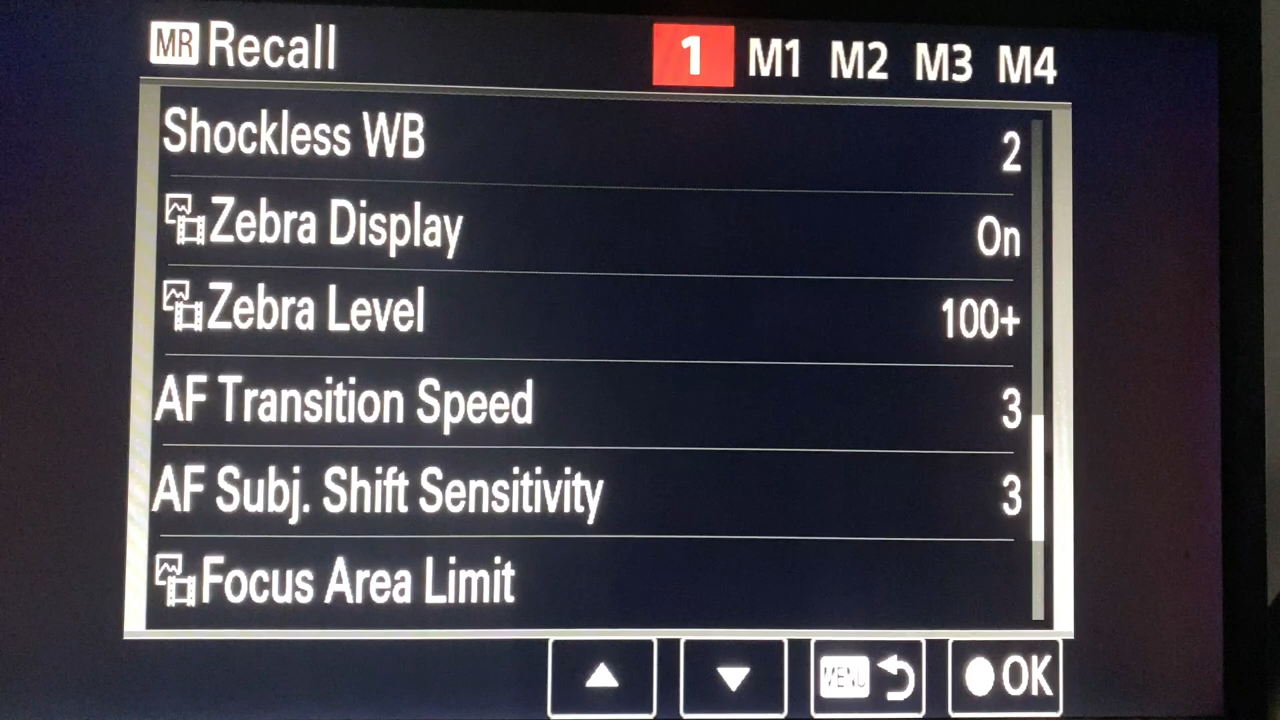 MR Recall 1 M1 M2 M3 M4
Shockless WB 2
Zebra Display On
Zebra Level 100+
AF Transition Speed 3
AF Subj. Shift Sensitivity 3
Focus Area Limit
MENU OK